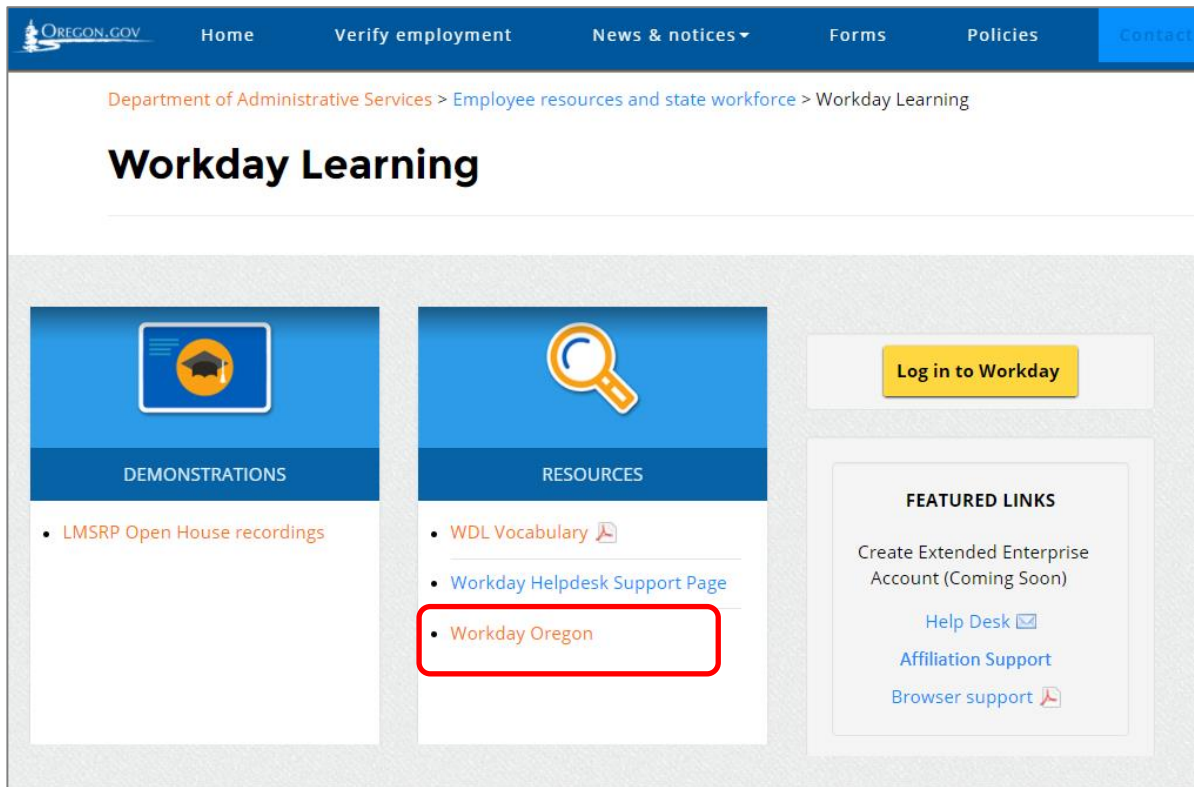 OREGON.GOV Home Verify employment News & notices Forms Policies Contact
Department of Administrative Services > Employee resources and state workforce > Workday Learning
Workday Learning
DEMONSTRATIONS
• LMSRP Open House recordings
RESOURCES
• WDL Vocabulary
• Workday Helpdesk Support Page
• Workday Oregon
Log in to Workday
FEATURED LINKS
Create Extended Enterprise
Account (Coming Soon)
Help Desk
Affiliation Support
Browser support